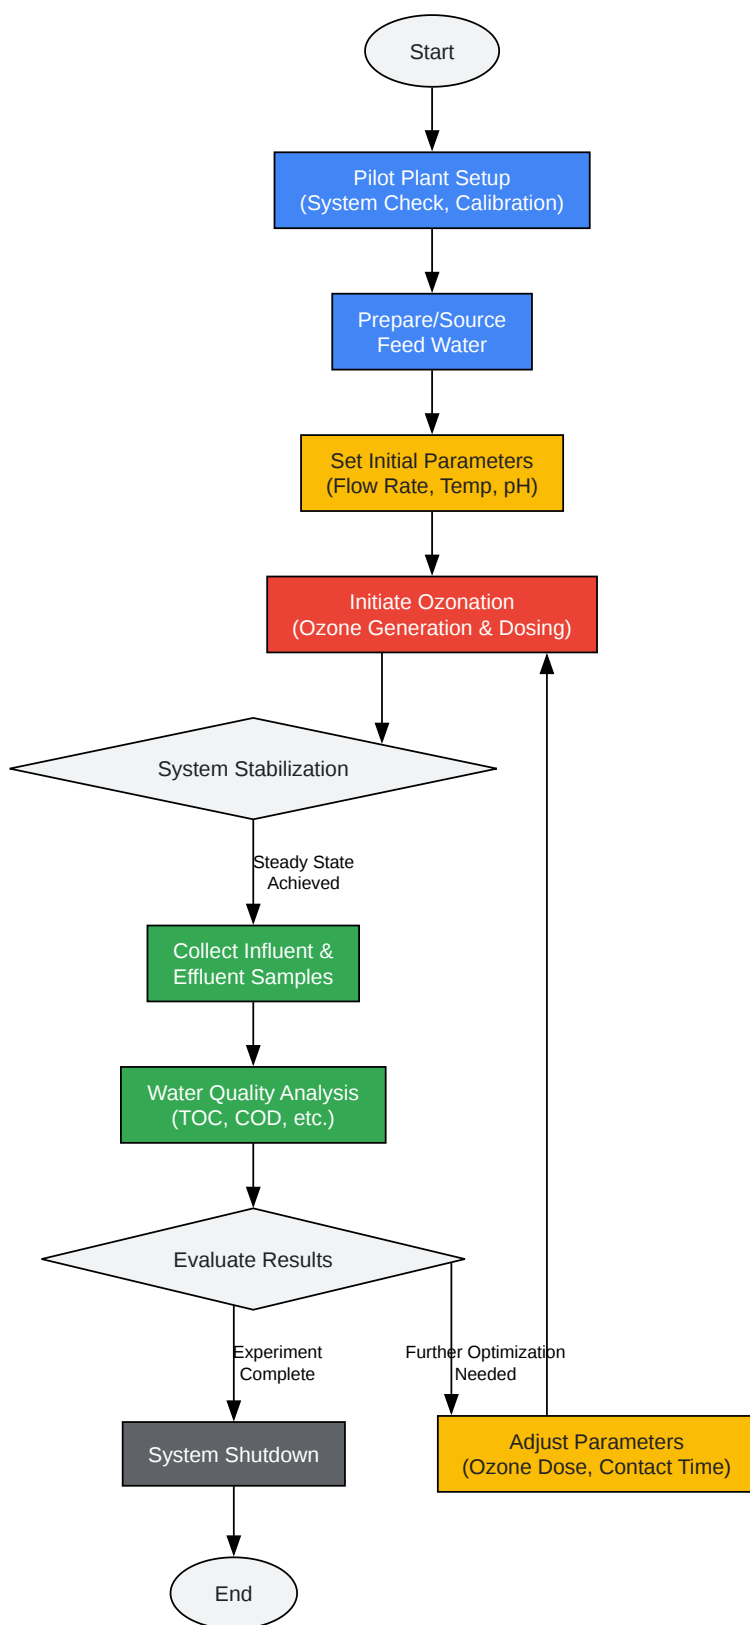 Start
Pilot Plant Setup
(System Check, Calibration)
Prepare/Source
Feed Water
Set Initial Parameters
(Flow Rate, Temp, pH)
Initiate Ozonation
(Ozone Generation & Dosing)
System Stabilization
Steady State
Achieved
Collect Influent &
Effluent Samples
Water Quality Analysis
(TOC, COD, etc.)
Evaluate Results
Experiment
Complete
Further Optimization
Needed
System Shutdown
Adjust Parameters
(Ozone Dose, Contact Time)
End